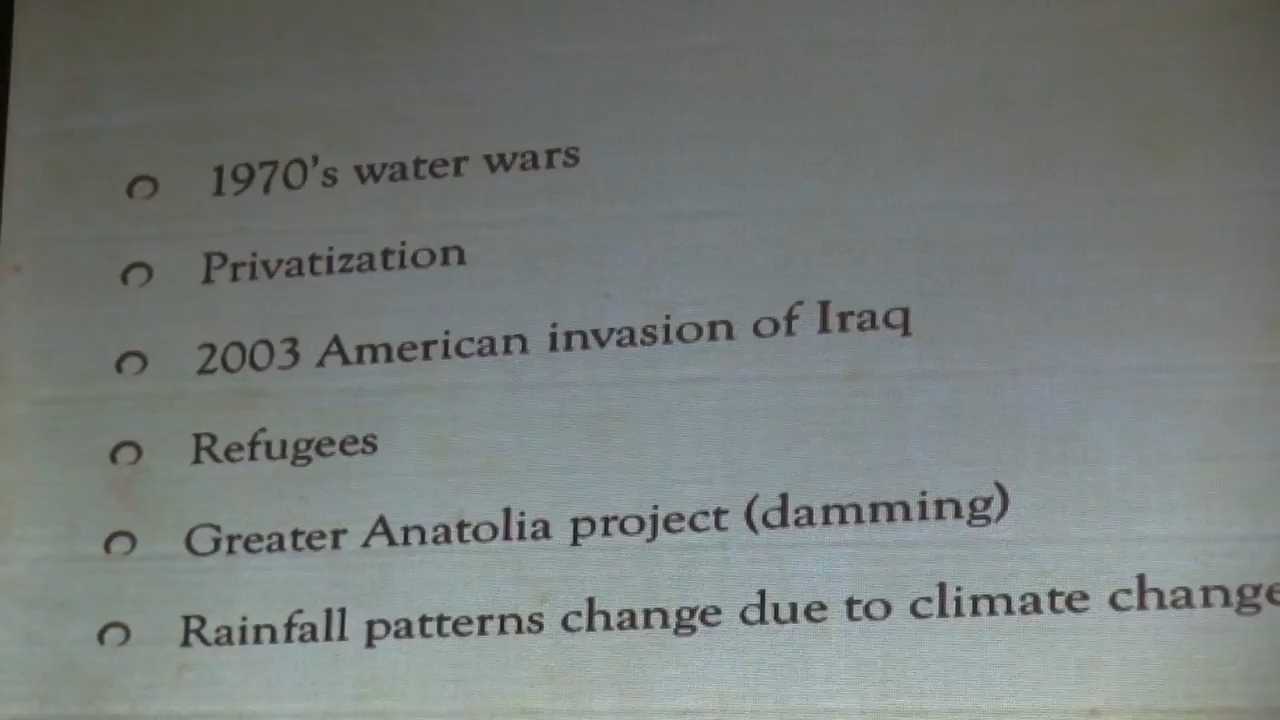 1970's water wars
Privatization
2003 American invasion of Iraq
Refugees
Greater Anatolia project (damming)
Rainfall patterns change due to climate change